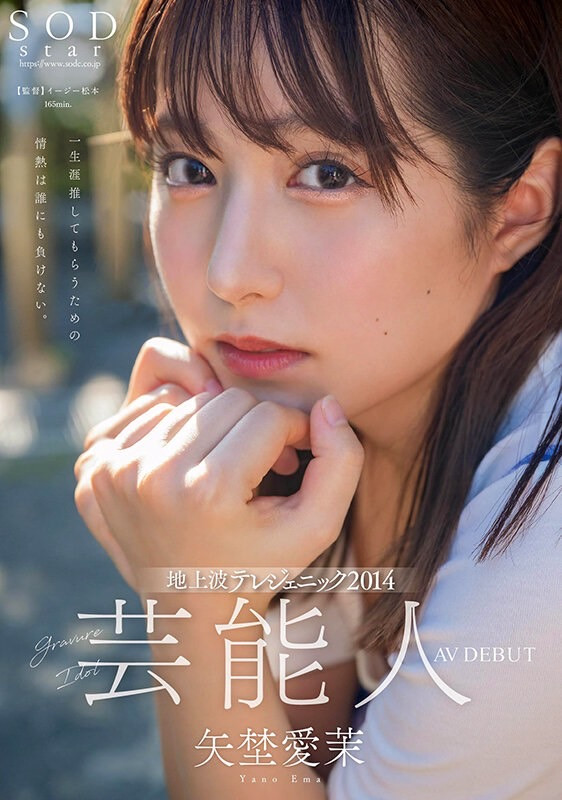 SOD
star
https://www.sodc.co.jp
【監督】イージー松本
165min.
一生涯推してもらうための
情熱は誰にも負けない。
地上波テレジェニック2014
Gravure
Idol
芸能人
AV DEBUT
矢埜愛茉
Yano Ema